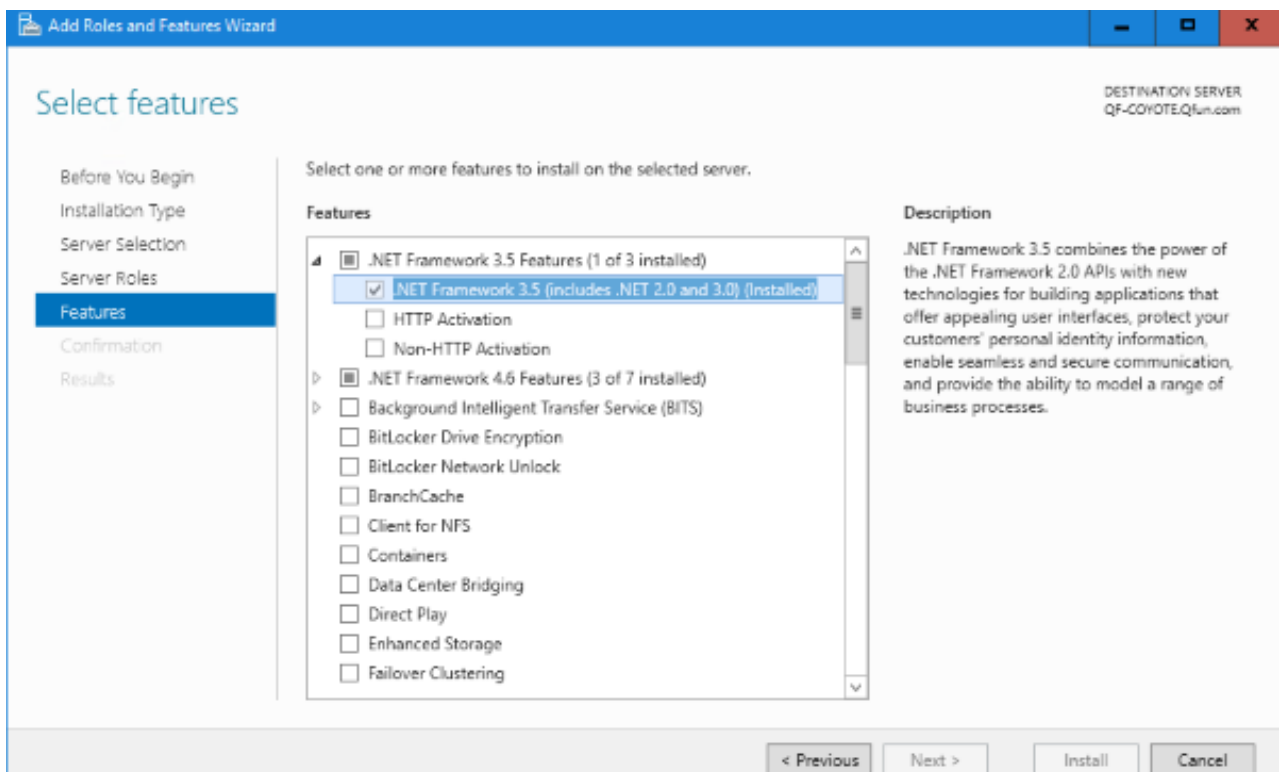 Add Roles and Features Wizard
Select features
DESTINATION SERVER
QF-COYOTE.Qfun.com
Before You Begin
Installation Type
Server Selection
Server Roles
Features
Confirmation
Results
Select one or more features to install on the selected server.
Features
.NET Framework 3.5 Features (1 of 3 installed)
.NET Framework 3.5 (includes .NET 2.0 and 3.0) (Installed)
HTTP Activation
Non-HTTP Activation
.NET Framework 4.6 Features (3 of 7 installed)
Background Intelligent Transfer Service (BITS)
BitLocker Drive Encryption
BitLocker Network Unlock
BranchCache
Client for NFS
Containers
Data Center Bridging
Direct Play
Enhanced Storage
Failover Clustering
Description
.NET Framework 3.5 combines the power of
the .NET Framework 2.0 APIs with new
technologies for building applications that
offer appealing user interfaces, protect your
customers' personal identity information,
enable seamless and secure communication,
and provide the ability to model a range of
business processes.
< Previous
Next >
Install
Cancel